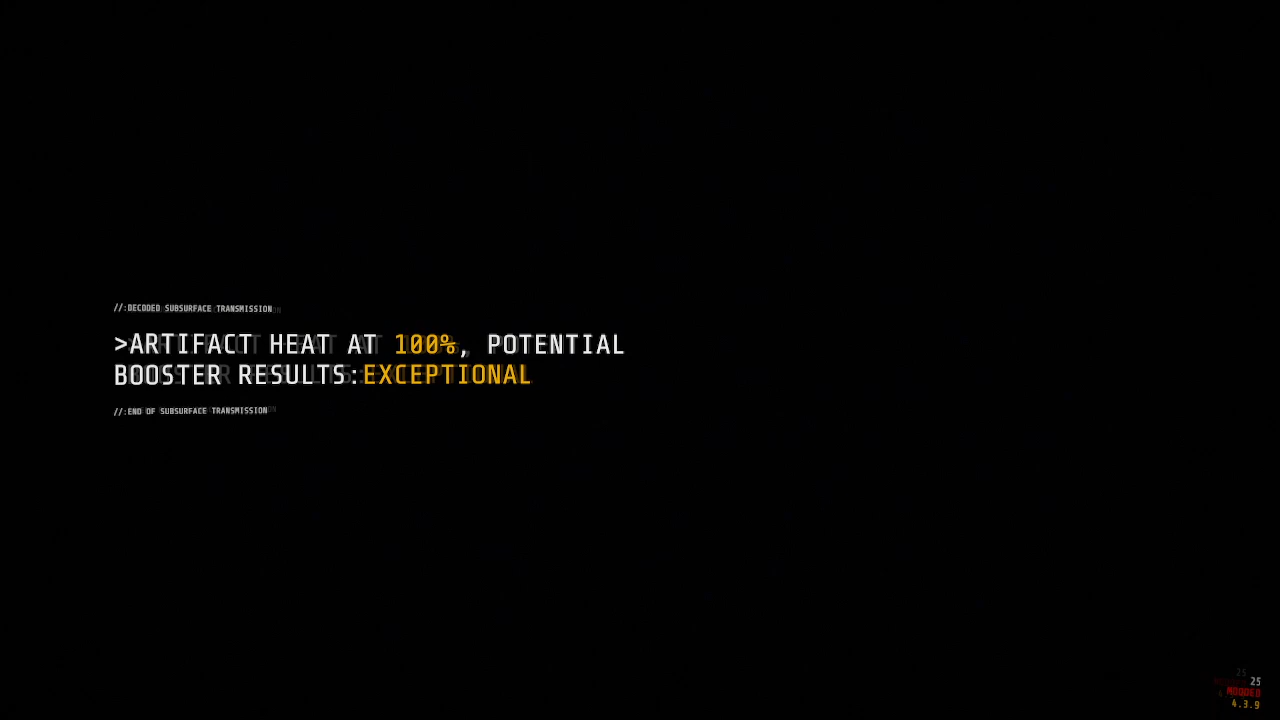 //:DECODED SUBSURFACE TRANSMISSION
>ARTIFACT HEAT AT 100%, POTENTIAL
BOOSTER RESULTS:EXCEPTIONAL
//:END OF SUBSURFACE TRANSMISSION
25
MODDED
4.3.9